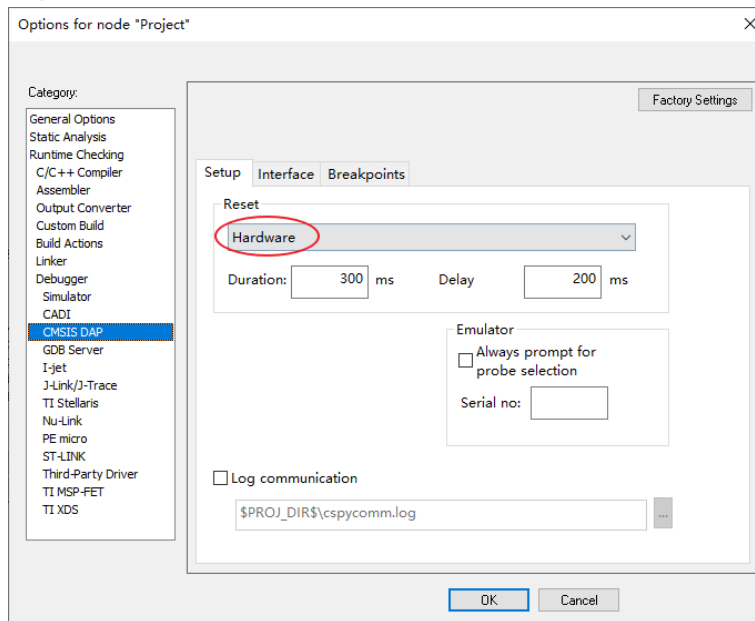 Options for node "Project"
Category:
Factory Settings
General Options
Static Analysis
Runtime Checking
C/C++ Compiler
Assembler
Output Converter
Custom Build
Build Actions
Linker
Debugger
Simulator
CADI
CMSIS DAP
GDB Server
I-jet
J-Link/J-Trace
TI Stellaris
Nu-Link
PE micro
ST-LINK
Third-Party Driver
TI MSP-FET
TI XDS
Setup Interface Breakpoints
Reset
Hardware
Duration: 300 ms Delay 200 ms
Emulator
Always prompt for
probe selection
Serial no:
Log communication
$PROJ_DIR$\cspycomm.log ...
OK Cancel